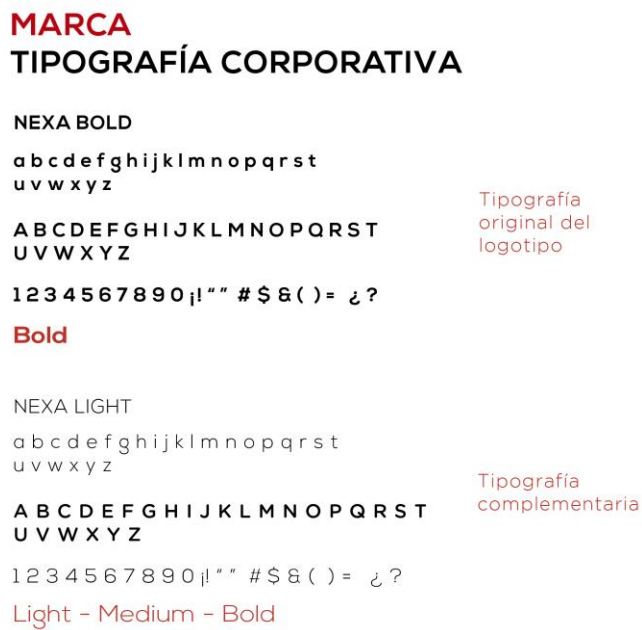 MARCA
TIPOGRAFÍA CORPORATIVA
NEXA BOLD
a b c d e f g h i j k l m n o p q r s t
u v w x y z
A B C D E F G H I J K L M N O P Q R S T
U V W X Y Z
1 2 3 4 5 6 7 8 9 0 ¡! “ ” # $ & ( ) = ¿ ?
Bold
Tipografía
original del
logotipo
NEXA LIGHT
a b c d e f g h i j k l m n o p q r s t
u v w x y z
A B C D E F G H I J K L M N O P Q R S T
U V W X Y Z
1 2 3 4 5 6 7 8 9 0 ¡! “ ” # $ & ( ) = ¿ ?
Light - Medium - Bold
Tipografía
complementaria